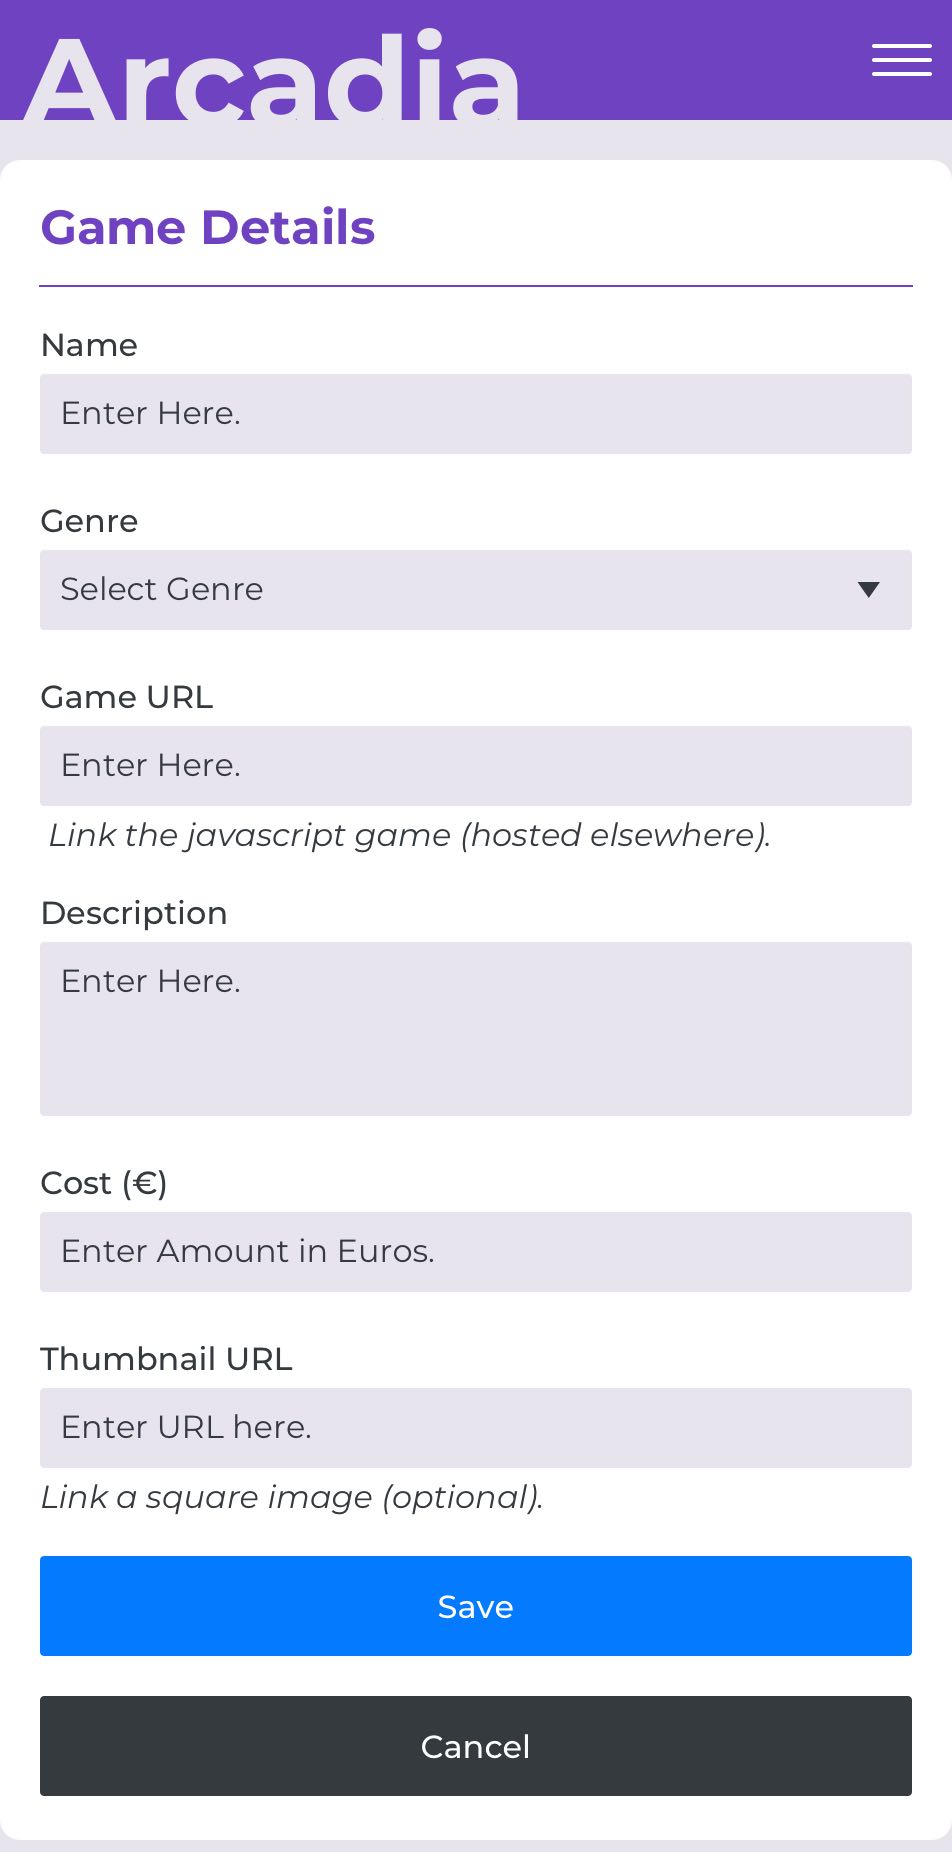 Arcadia
Game Details
Name
Enter Here.
Genre
Select Genre
Game URL
Enter Here.
Link the javascript game (hosted elsewhere).
Description
Enter Here.
Cost (€)
Enter Amount in Euros.
Thumbnail URL
Enter URL here.
Link a square image (optional).
Save
Cancel